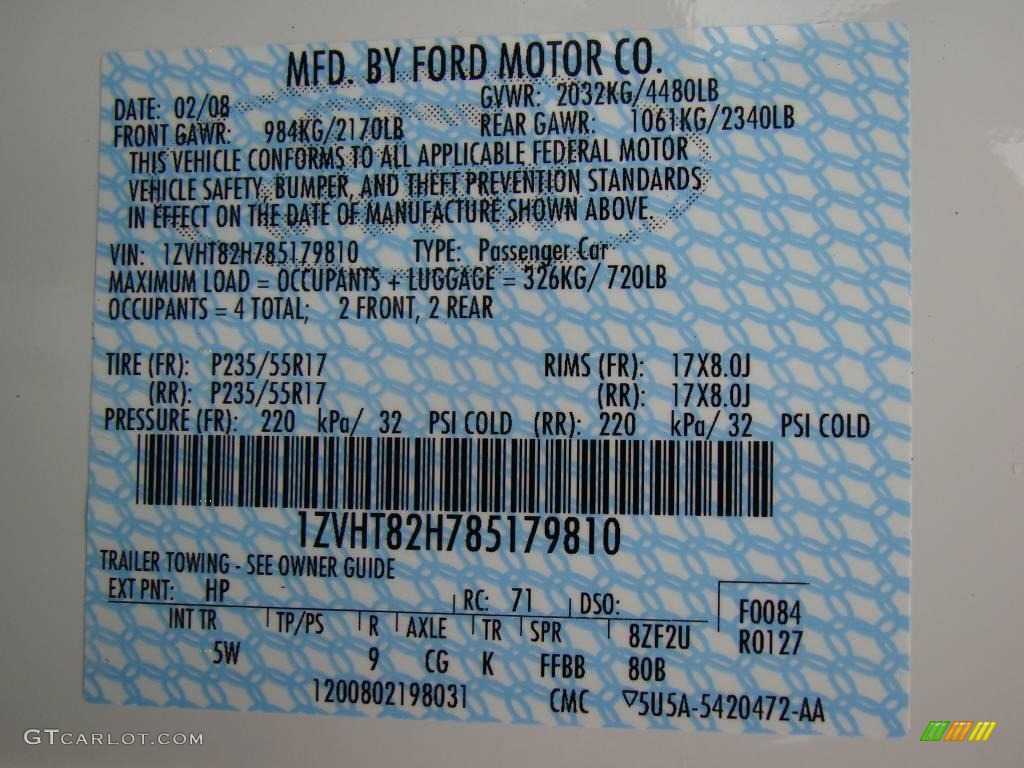 MFD. BY FORD MOTOR CO.
DATE: 02/08 GVWR: 2032KG/4480LB
FRONT GAWR: 984KG/2170LB REAR GAWR: 1061KG/2340LB
THIS VEHICLE CONFORMS TO ALL APPLICABLE FEDERAL MOTOR
VEHICLE SAFETY, BUMPER, AND THEFT PREVENTION STANDARDS
IN EFFECT ON THE DATE OF MANUFACTURE SHOWN ABOVE.
VIN: 1ZVHT82H785179810 TYPE: Passenger Car
MAXIMUM LOAD = OCCUPANTS + LUGGAGE = 326KG/ 720LB
OCCUPANTS = 4 TOTAL; 2 FRONT, 2 REAR
TIRE (FR): P235/55R17 RIMS (FR): 17X8.0J
(RR): P235/55R17 (RR): 17X8.0J
PRESSURE (FR): 220 kPa/ 32 PSI COLD (RR): 220 kPa/ 32 PSI COLD
1ZVHT82H785179810
TRAILER TOWING - SEE OWNER GUIDE
EXT PNT: HP RC: 71 DSO: F0084
INT TR TP/PS R AXLE TR SPR 8ZF2U R0127
5W 9 CG K FFBB 80B
1200802198031 CMC ▽5U5A-5420472-AA
GTCARLOT.COM